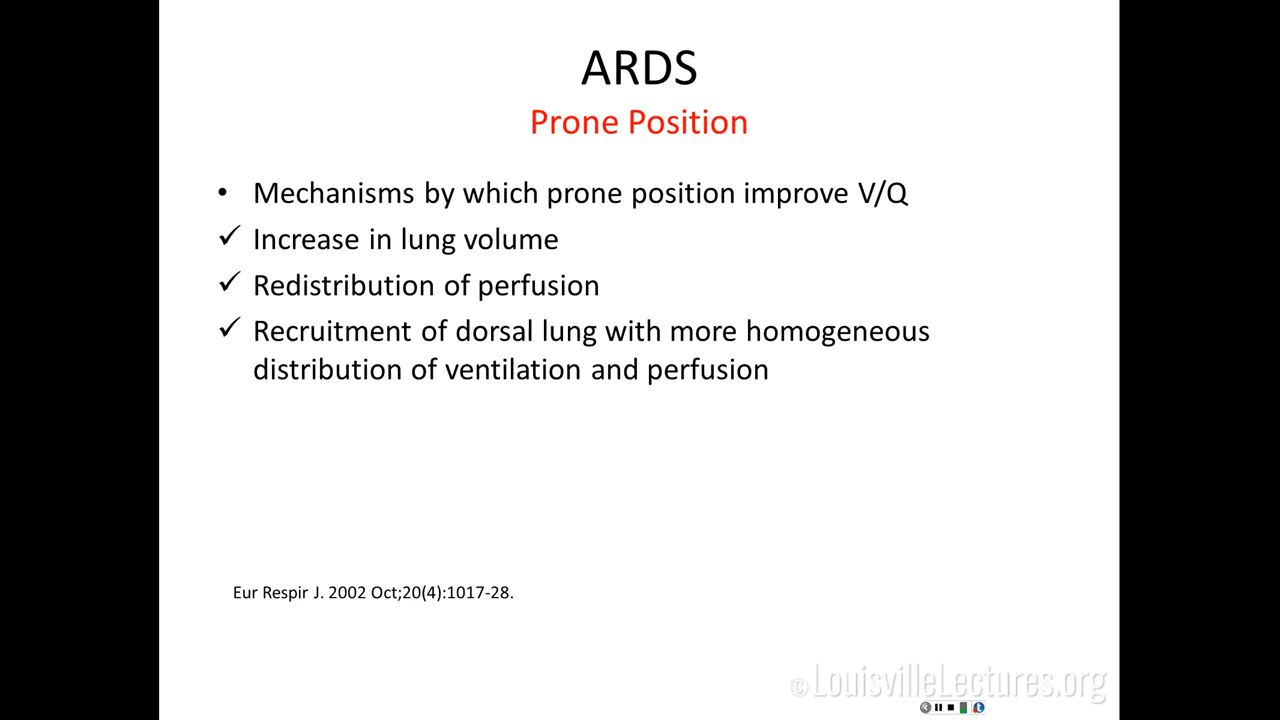 ARDS
Prone Position
• Mechanisms by which prone position improve V/Q
✓ Increase in lung volume
✓ Redistribution of perfusion
✓ Recruitment of dorsal lung with more homogeneous
distribution of ventilation and perfusion
Eur Respir J. 2002 Oct;20(4):1017-28.
©LouisvilleLectures.org